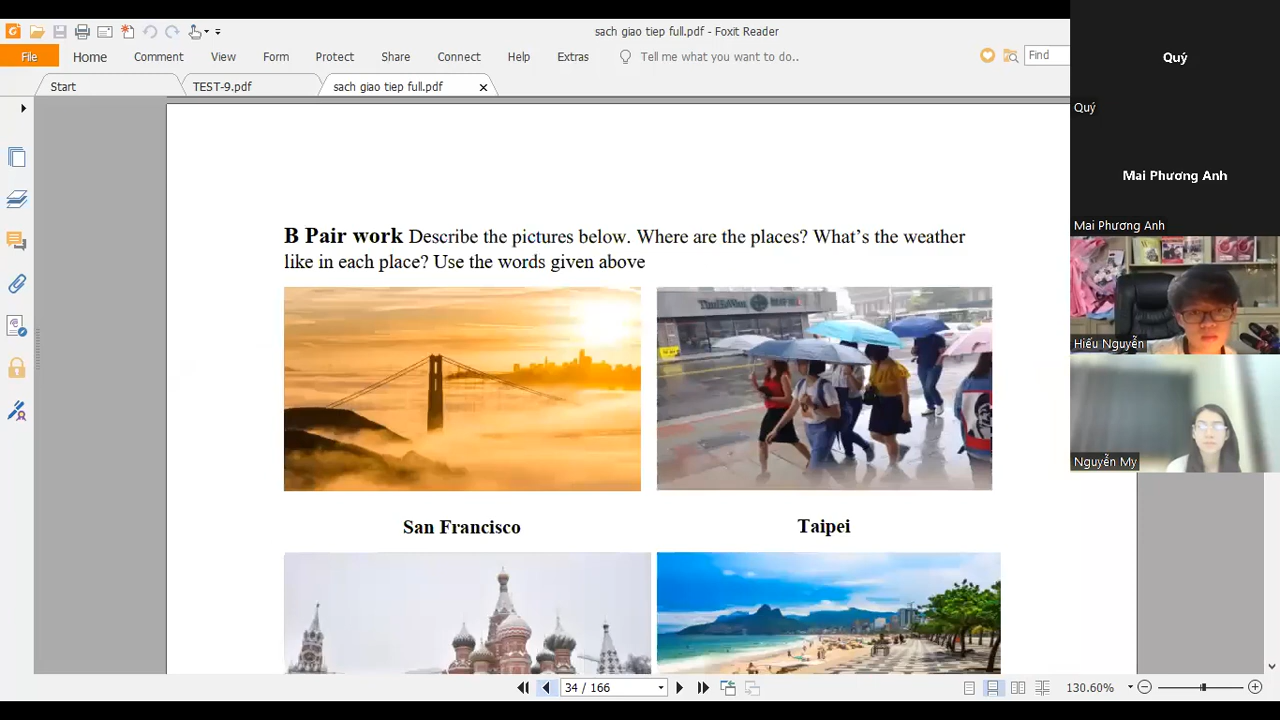 sach giao tiep full.pdf - Foxit Reader
File Home Comment View Form Protect Share Connect Help Extras Tell me what you want to do.. Find
Start TEST-9.pdf sach giao tiep full.pdf
Quý
Quý
Mai Phương Anh
Mai Phương Anh
Hiếu Nguyễn
Nguyễn My
B Pair work Describe the pictures below. Where are the places? What's the weather
like in each place? Use the words given above
San Francisco Taipei
34 / 166 130.60%